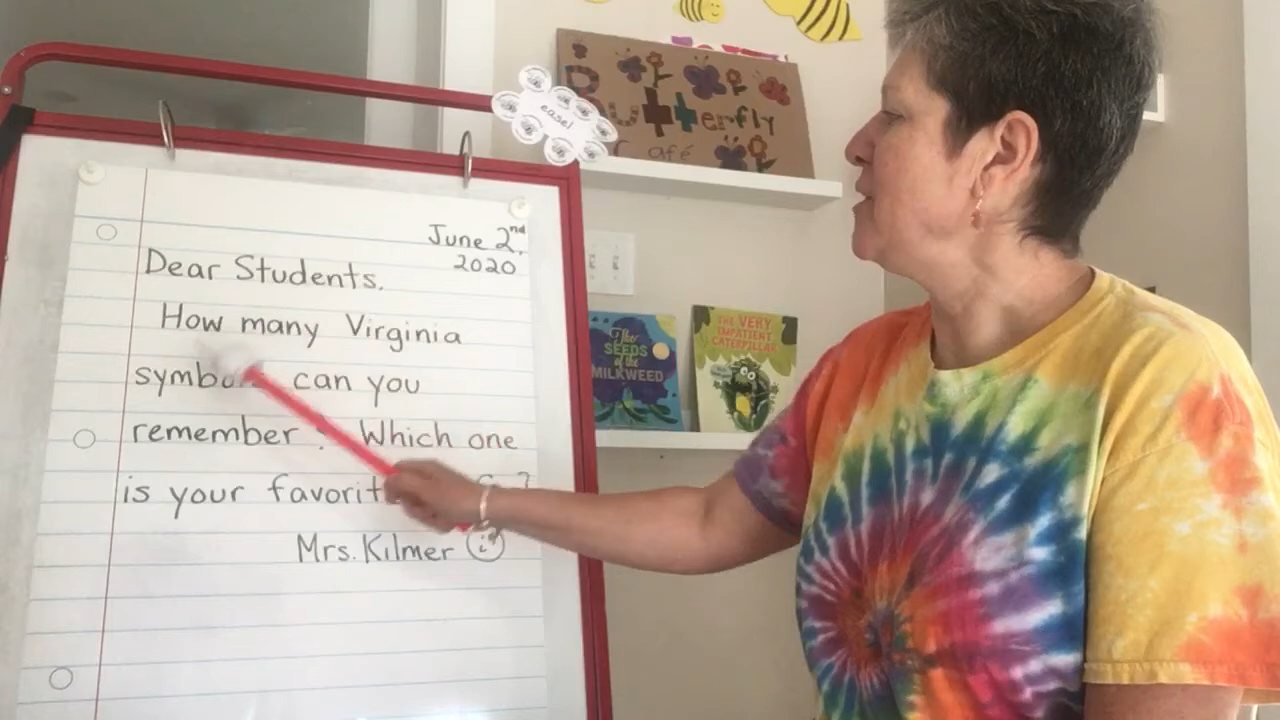 easel
Butterfly
Café
June 2nd,
2020
Dear Students,
How many Virginia
can you
remember ? Which one
is your
Mrs. Kilmer
The
SEEDS
of the
MILKWEED
THE VERY
IMPATIENT
CATERPILLAR